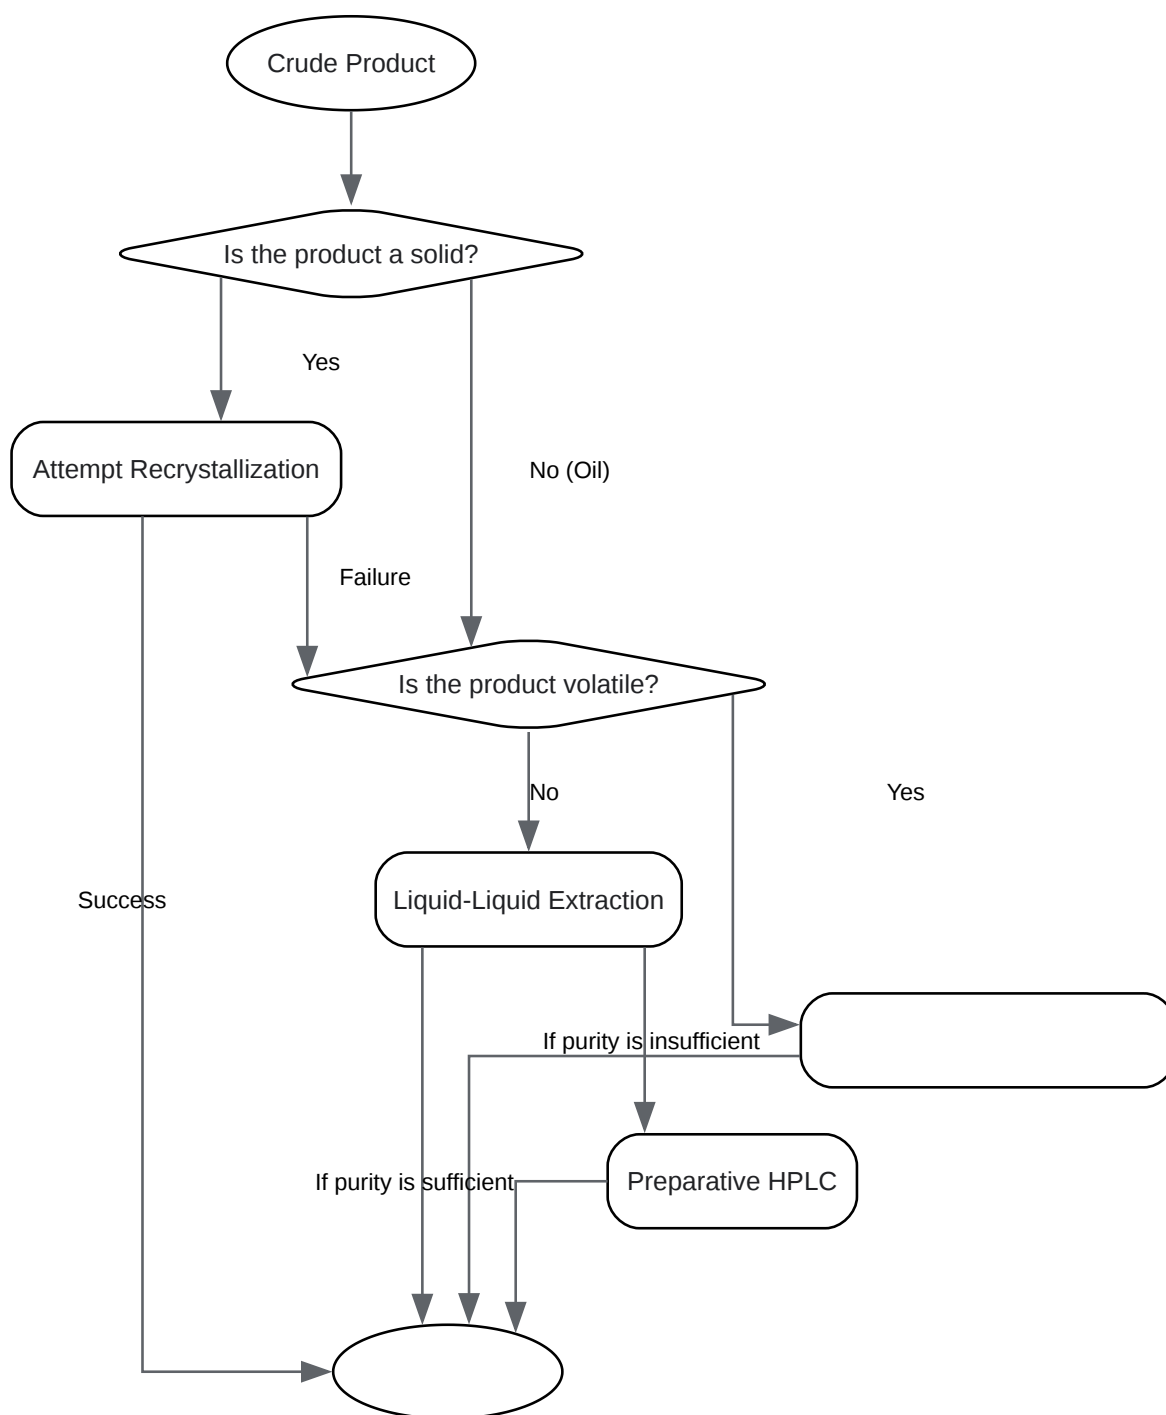 Crude Product
Is the product a solid?
Yes
Attempt Recrystallization
No (Oil)
Failure
Is the product volatile?
No
Yes
Success
Liquid-Liquid Extraction
If purity is insufficient
If purity is sufficient
Preparative HPLC